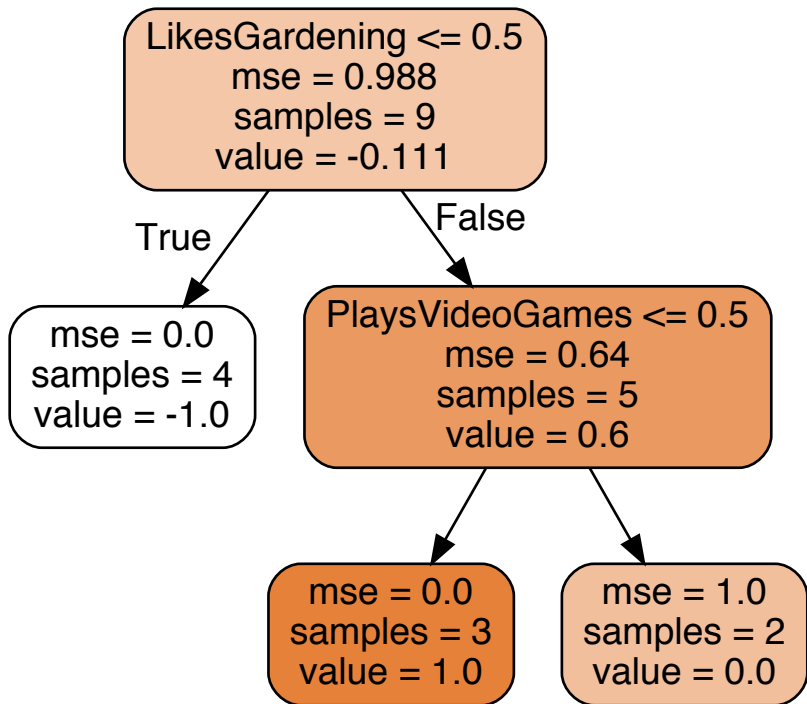 LikesGardening <= 0.5
mse = 0.988
samples = 9
value = -0.111
True
False
mse = 0.0
samples = 4
value = -1.0
PlaysVideoGames <= 0.5
mse = 0.64
samples = 5
value = 0.6
mse = 0.0
samples = 3
value = 1.0
mse = 1.0
samples = 2
value = 0.0